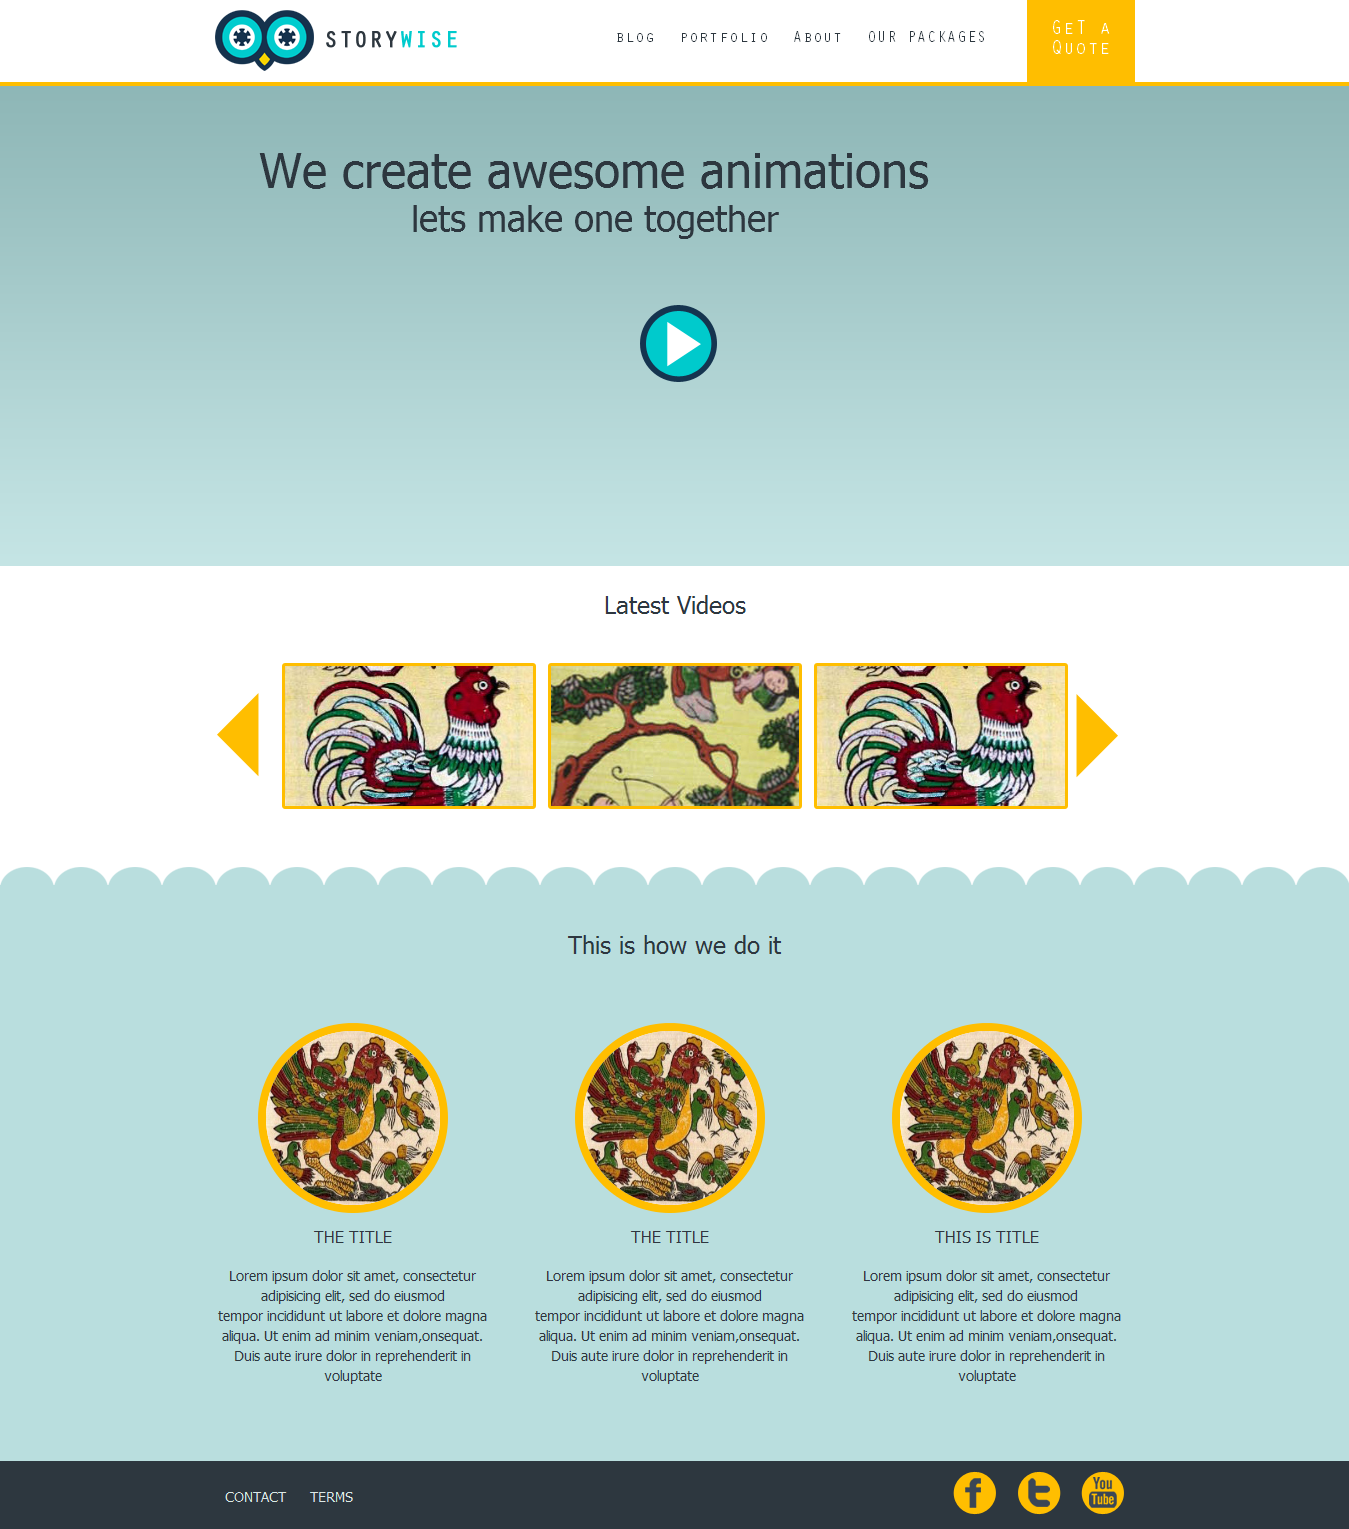 STORYWISE
BLOG PORTFOLIO ABOUT OUR PACKAGES
GET A
QUOTE
We create awesome animations
lets make one together
Latest Videos
This is how we do it
THE TITLE
Lorem ipsum dolor sit amet, consectetur
adipisicing elit, sed do eiusmod
tempor incididunt ut labore et dolore magna
aliqua. Ut enim ad minim veniam,onsequat.
Duis aute irure dolor in reprehenderit in
voluptate
THE TITLE
Lorem ipsum dolor sit amet, consectetur
adipisicing elit, sed do eiusmod
tempor incididunt ut labore et dolore magna
aliqua. Ut enim ad minim veniam,onsequat.
Duis aute irure dolor in reprehenderit in
voluptate
THIS IS TITLE
Lorem ipsum dolor sit amet, consectetur
adipisicing elit, sed do eiusmod
tempor incididunt ut labore et dolore magna
aliqua. Ut enim ad minim veniam,onsequat.
Duis aute irure dolor in reprehenderit in
voluptate
CONTACT TERMS
You
Tube